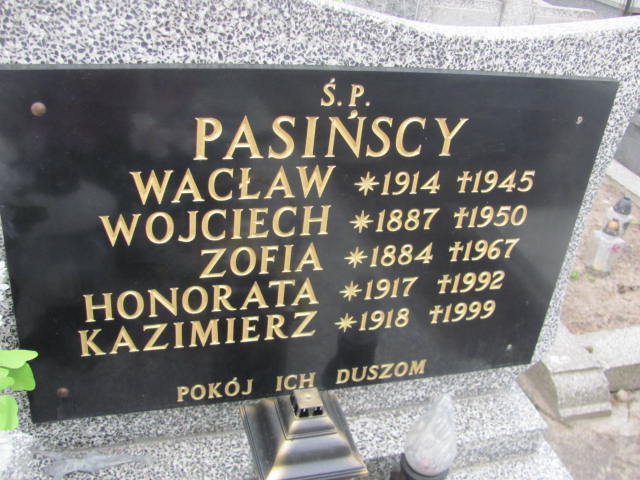 Ś.P.
PASIŃSCY
WACŁAW *1914 †1945
WOJCIECH *1887 †1950
ZOFIA *1884 †1967
HONORATA *1917 †1992
KAZIMIERZ *1918 †1999
POKÓJ ICH DUSZOM